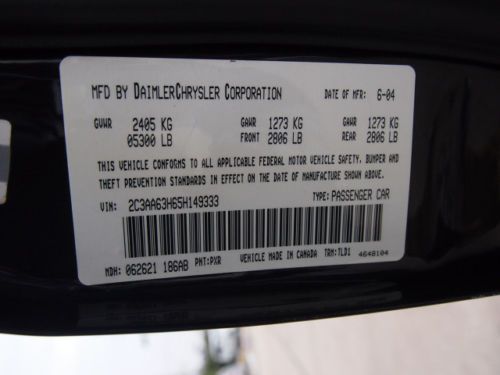 MFD BY DAIMLERCHRYSLER CORPORATION DATE OF MFR: 6-04
GVWR 2405 KG GAWR 1273 KG GAWR 1273 KG
05300 LB FRONT 2806 LB REAR 2806 LB
THIS VEHICLE CONFORMS TO ALL APPLICABLE FEDERAL MOTOR VEHICLE SAFETY, BUMPER AND
THEFT PREVENTION STANDARDS IN EFFECT ON THE DATE OF MANUFACTURE SHOWN ABOVE.
VIN: 2C3AA63H65H149333 TYPE: PASSENGER CAR
MDH: 062621 186AB PNT:PXR VEHICLE MADE IN CANADA TRM:TLD1 4648104